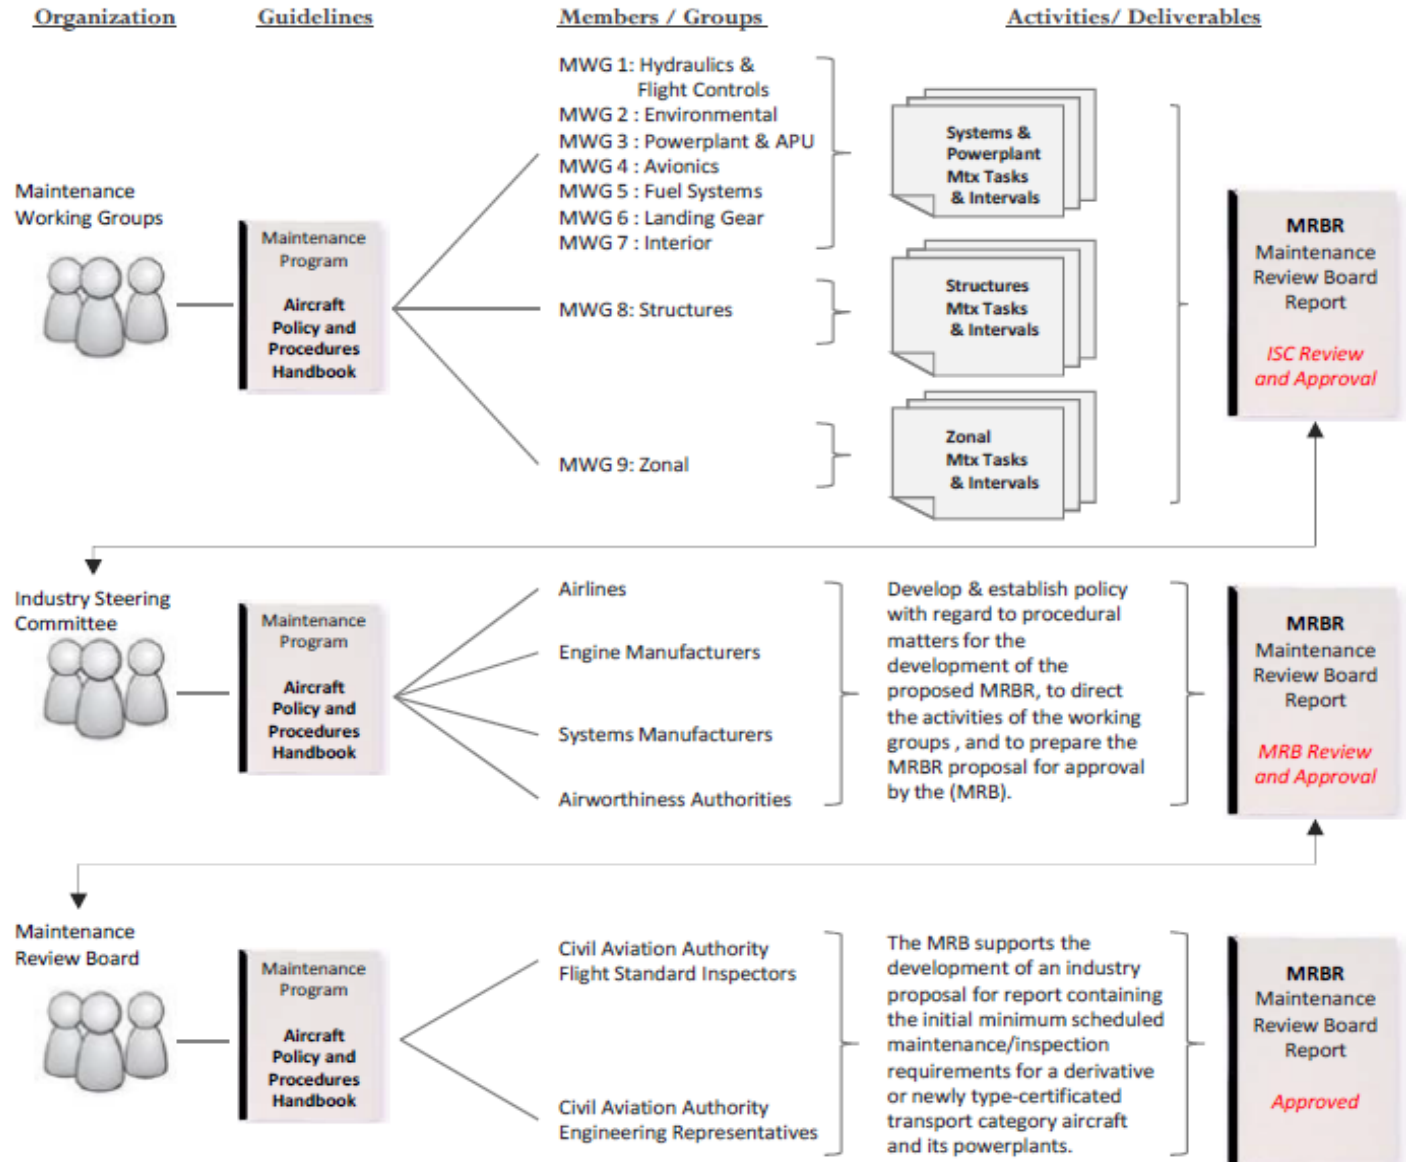 Organization
Guidelines
Members / Groups
Activities/ Deliverables
Maintenance
Working Groups
Maintenance
Program
Aircraft
Policy and
Procedures
Handbook
MWG 1: Hydraulics &
Flight Controls
MWG 2 : Environmental
MWG 3 : Powerplant & APU
MWG 4 : Avionics
MWG 5 : Fuel Systems
MWG 6 : Landing Gear
MWG 7 : Interior
MWG 8: Structures
MWG 9: Zonal
Systems &
Powerplant
Mtx Tasks
& Intervals
Structures
Mtx Tasks
& Intervals
Zonal
Mtx Tasks
& Intervals
MRBR
Maintenance
Review Board
Report
ISC Review
and Approval
Industry Steering
Committee
Maintenance
Program
Aircraft
Policy and
Procedures
Handbook
Airlines
Engine Manufacturers
Systems Manufacturers
Airworthiness Authorities
Develop & establish policy
with regard to procedural
matters for the
development of the
proposed MRBR, to direct
the activities of the working
groups , and to prepare the
MRBR proposal for approval
by the (MRB).
MRBR
Maintenance
Review Board
Report
MRB Review
and Approval
Maintenance
Review Board
Maintenance
Program
Aircraft
Policy and
Procedures
Handbook
Civil Aviation Authority
Flight Standard Inspectors
Civil Aviation Authority
Engineering Representatives
The MRB supports the
development of an industry
proposal for report containing
the initial minimum scheduled
maintenance/inspection
requirements for a derivative
or newly type-certificated
transport category aircraft
and its powerplants.
MRBR
Maintenance
Review Board
Report
Approved